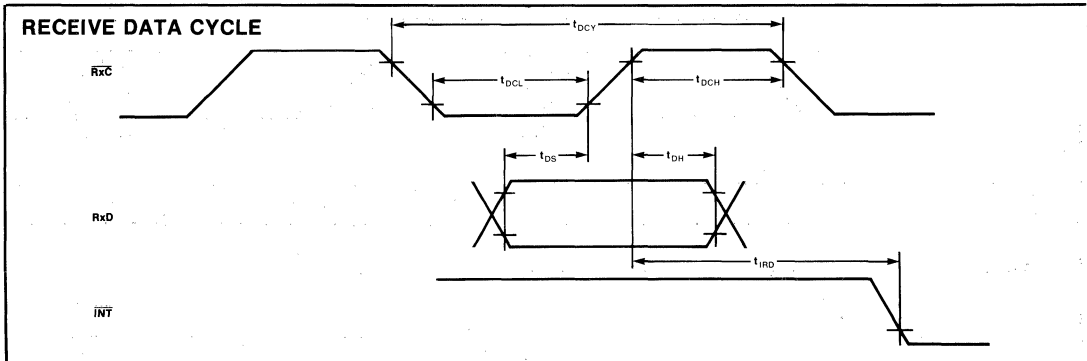 RECEIVE DATA CYCLE
tDCY
RxC
tDCL
tDCH
tDS
tDH
RxD
tIRD
INT